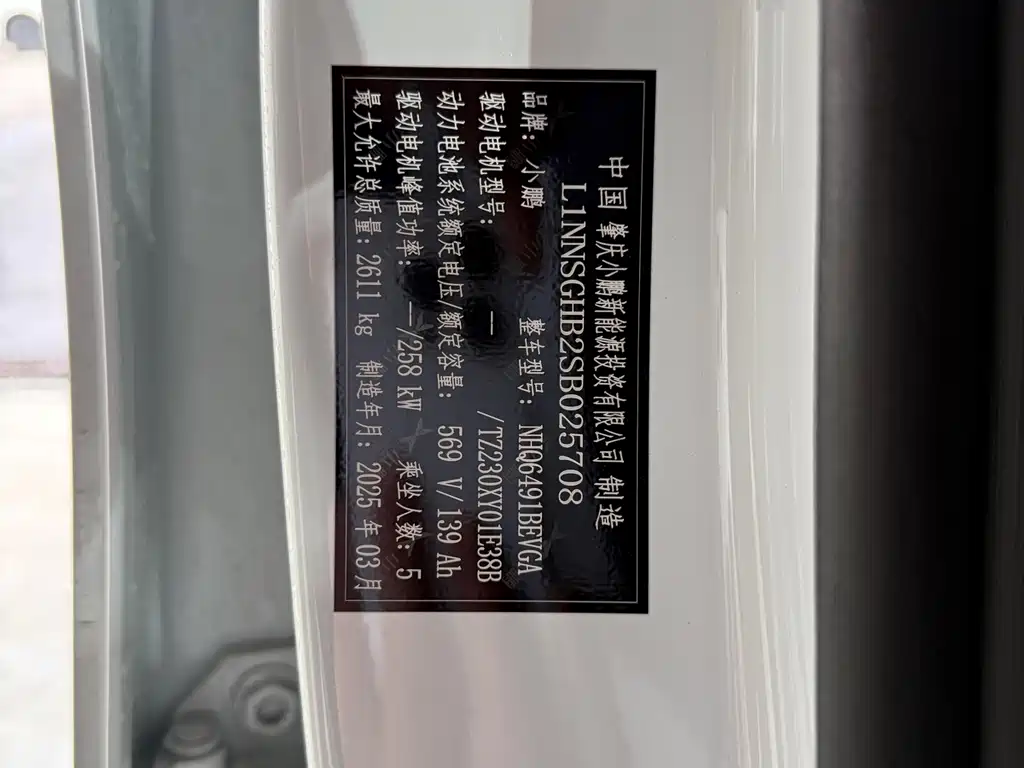 中国 肇庆小鹏新能源投资有限公司 制造
L1NNSGHB2SB025708
品牌：小鹏 整车型号：NHQ6491BEVGA
驱动电机型号： — /TZ230XY01E38B
动力电池系统额定电压/额定容量：569 V/139 Ah
驱动电机峰值功率：—/258 kW 乘坐人数：5
最大允许总质量：2611 kg 制造年月：2025 年 03 月